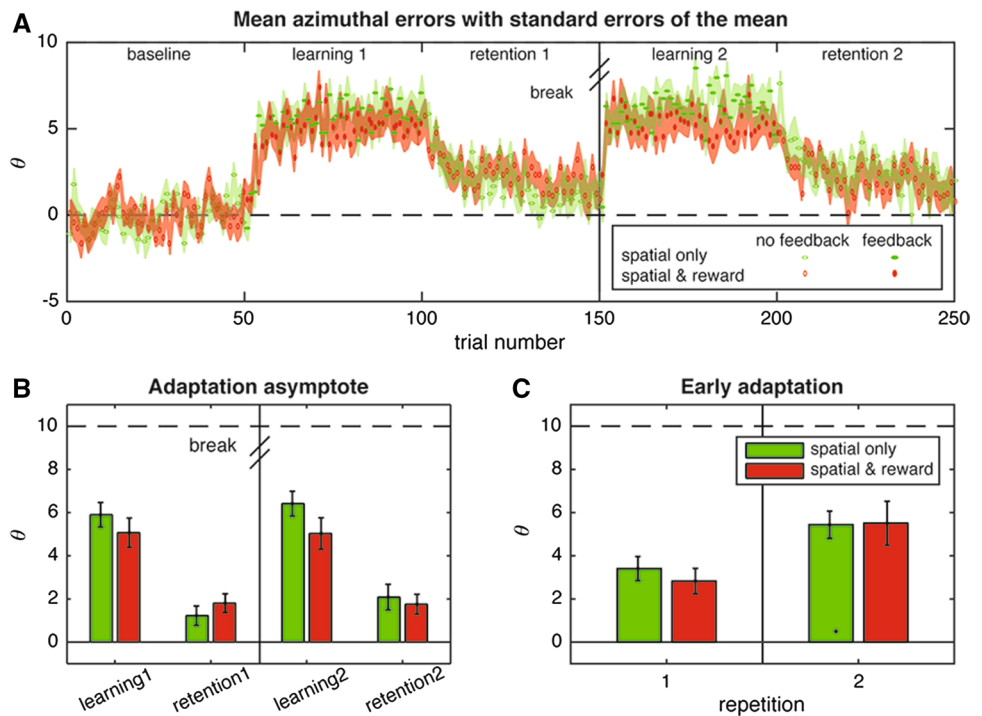 A
Mean azimuthal errors with standard errors of the mean
10
5
0
-5
θ
baseline
learning 1
retention 1
break
learning 2
retention 2
no feedback feedback
spatial only
spatial & reward
0 50 100 150 200 250
trial number
B
Adaptation asymptote
10
8
6
4
2
0
θ
break
learning1 retention1 learning2 retention2
C
Early adaptation
10
8
6
4
2
0
θ
spatial only
spatial & reward
1 2
repetition